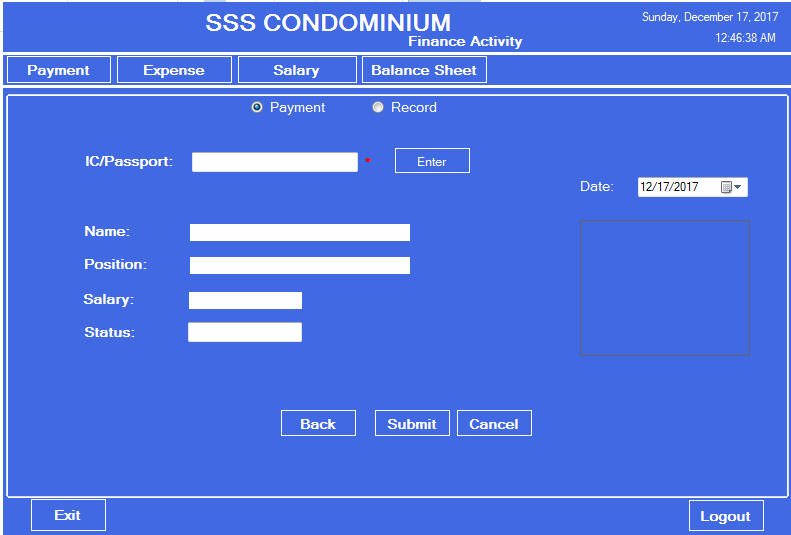 SSS CONDOMINIUM
Finance Activity
Sunday, December 17, 2017
12:46:38 AM
Payment Expense Salary Balance Sheet
Payment Record
IC/Passport: * Enter
Date: 12/17/2017
Name:
Position:
Salary:
Status:
Back Submit Cancel
Exit Logout